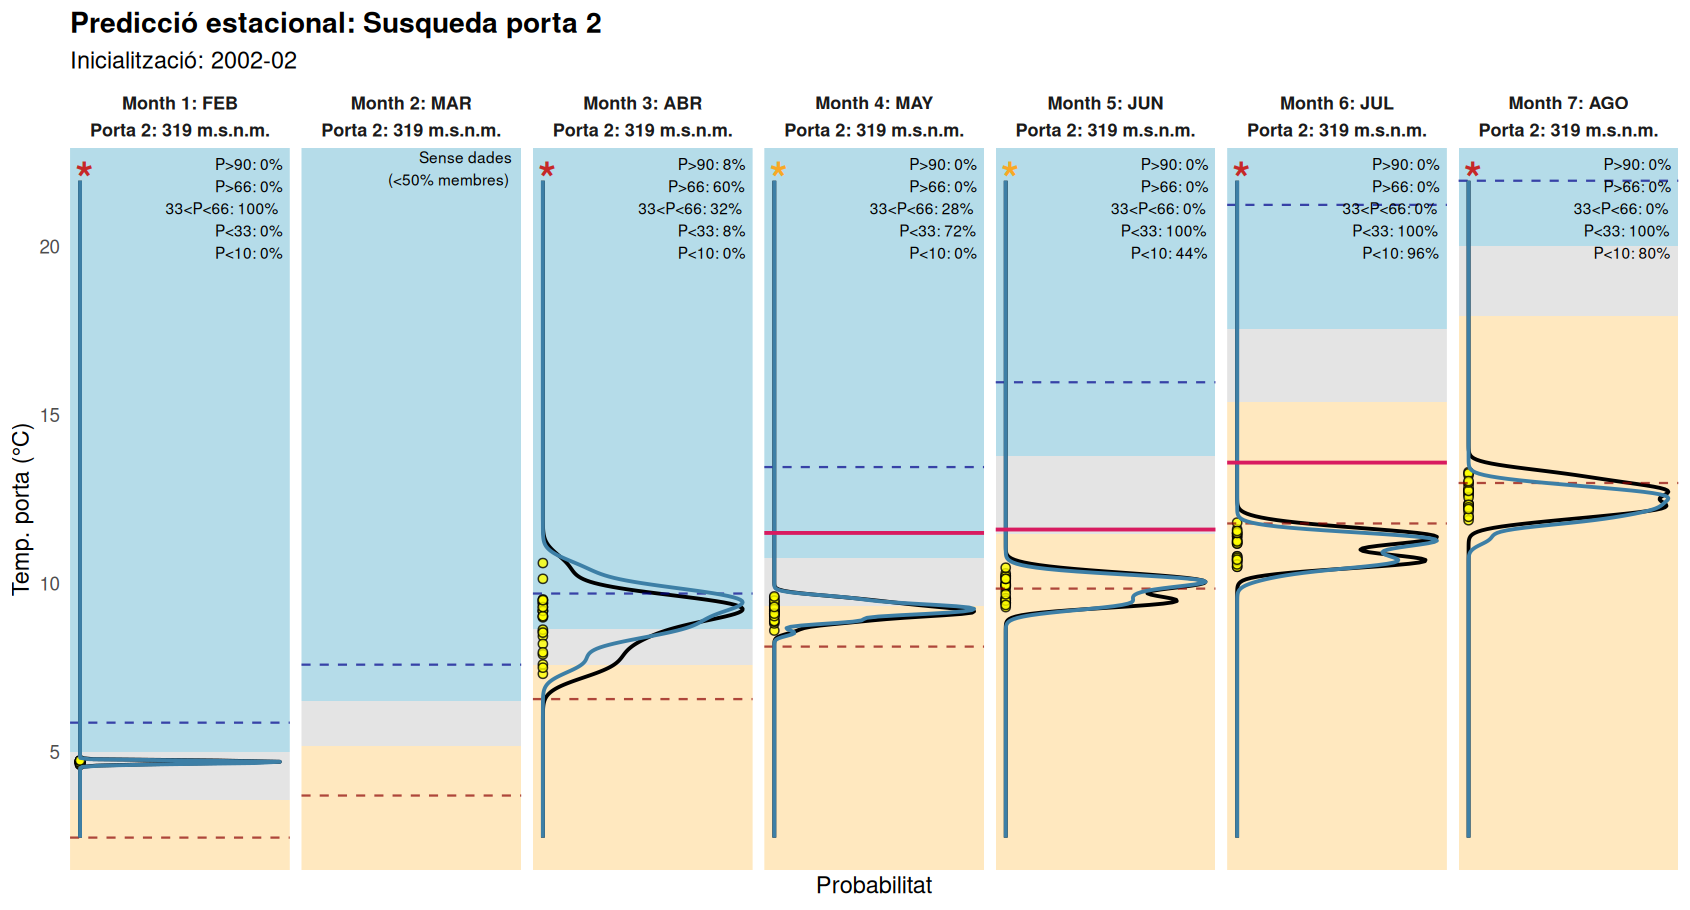 Predicció estacional: Susqueda porta 2
Inicialització: 2002-02
Month 1: FEB
Porta 2: 319 m.s.n.m.
Month 2: MAR
Porta 2: 319 m.s.n.m.
Month 3: ABR
Porta 2: 319 m.s.n.m.
Month 4: MAY
Porta 2: 319 m.s.n.m.
Month 5: JUN
Porta 2: 319 m.s.n.m.
Month 6: JUL
Porta 2: 319 m.s.n.m.
Month 7: AGO
Porta 2: 319 m.s.n.m.
*
P>90: 0%
P>66: 0%
33<P<66: 100%
P<33: 0%
P<10: 0%
Sense dades
(<50% membres)
*
P>90: 8%
P>66: 60%
33<P<66: 32%
P<33: 8%
P<10: 0%
*
P>90: 0%
P>66: 0%
33<P<66: 28%
P<33: 72%
P<10: 0%
*
P>90: 0%
P>66: 0%
33<P<66: 0%
P<33: 100%
P<10: 44%
*
P>90: 0%
P>66: 0%
33<P<66: 0%
P<33: 100%
P<10: 96%
*
P>90: 0%
P>66: 0%
33<P<66: 0%
P<33: 100%
P<10: 80%
Temp. porta (°C)
20
15
10
5
Probabilitat